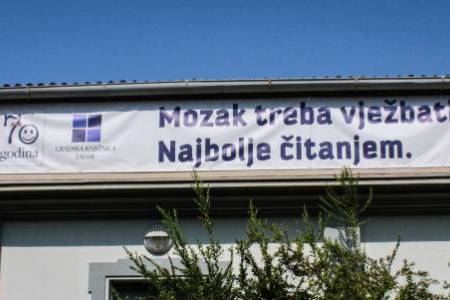 70
godina
GRADSKA KNJIŽNICA
ZADAR
Mozak treba vježbati
Najbolje čitanjem.